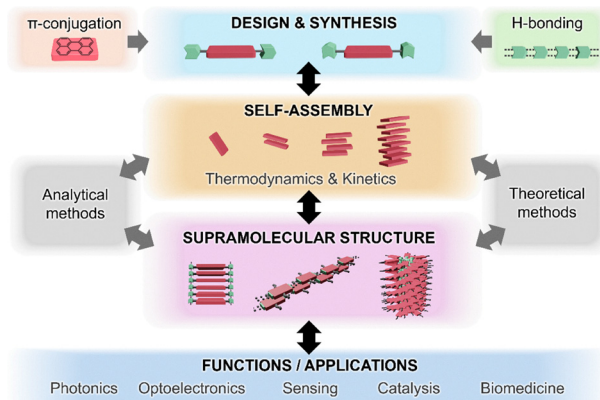 π-conjugation
DESIGN & SYNTHESIS
H-bonding
SELF-ASSEMBLY
Thermodynamics & Kinetics
Analytical
methods
Theoretical
methods
SUPRAMOLECULAR STRUCTURE
FUNCTIONS / APPLICATIONS
Photonics Optoelectronics Sensing Catalysis Biomedicine